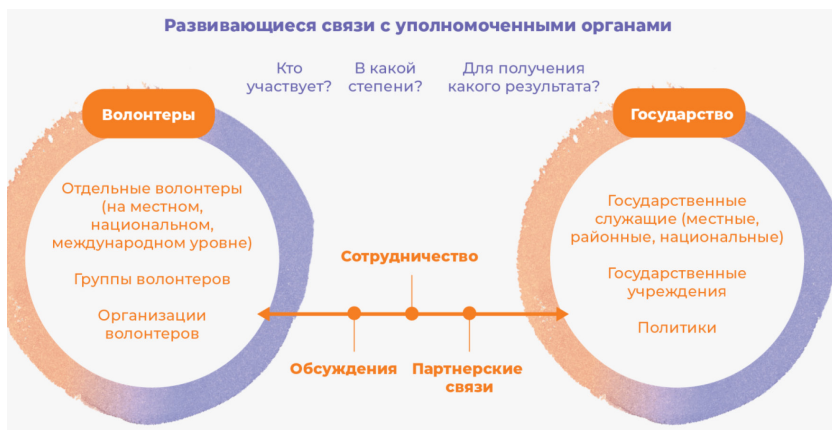 Развивающиеся связи с уполномоченными органами
Кто
участвует?
В какой
степени?
Для получения
какого результата?
Волонтеры
Отдельные волонтеры
(на местном,
национальном,
международном уровне)
Группы волонтеров
Организации
волонтеров
Сотрудничество
Обсуждения
Партнерские
связи
Государство
Государственные
служащие (местные,
районные, национальные)
Государственные
учреждения
Политики